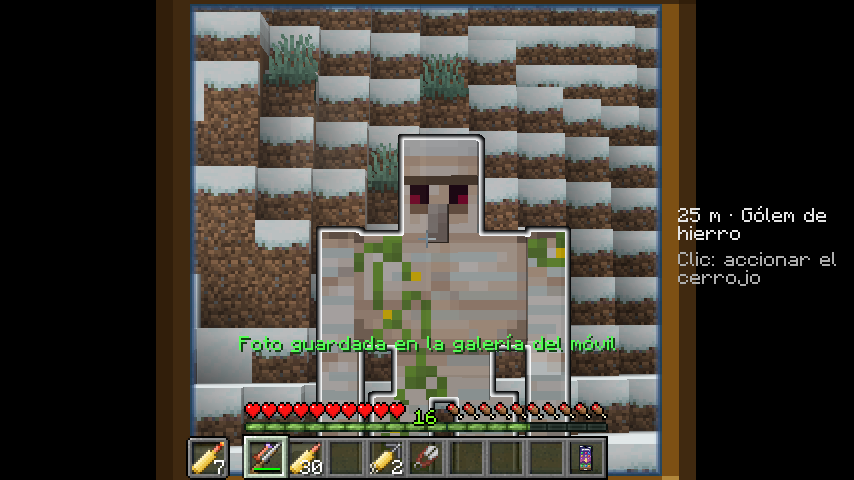 25 m · Gólem de
hierro
Clic: accionar el
cerrojo
Foto guardada en la galería del móvil
16
7
30
2